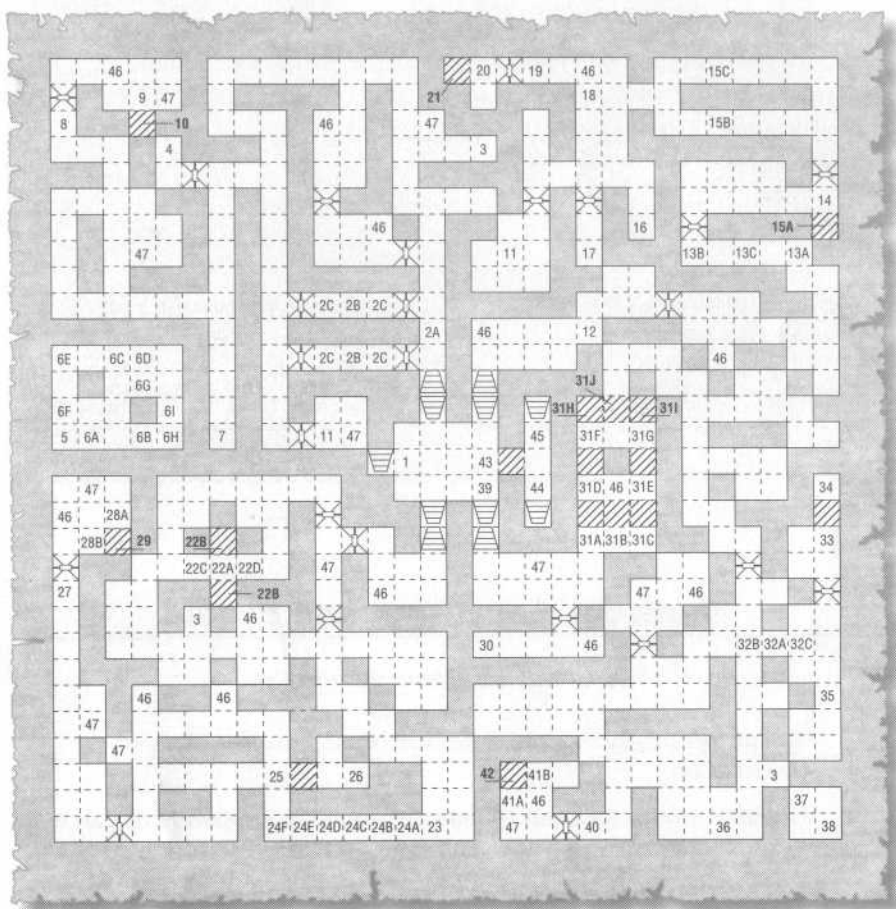 46 20 19 46 15C
9 47 21 18
8 10 46 47 15B
4 3
14
46 16 15A
47 11 17 13B 13C 13A
2C 2B 2C
2A 46 12
6E 6C 6D 2C 2B 2C 46
6G 31J
6F 6I 31H 31I
5 6A 6B 6H 7 11 47 45 31F 31G
1 43
47 39 44 31D 46 31E 34
46 28A
28B 29 22B 31A 31B 31C 33
22C 22A 22D 47 47
27 22B 46 47 46
3 46
30 46 32B 32A 32C
46 46 35
47
47
25 26 42 41B 3
41A 46 37
24F 24E 24D 24C 24B 24A 23 47 40 36 38